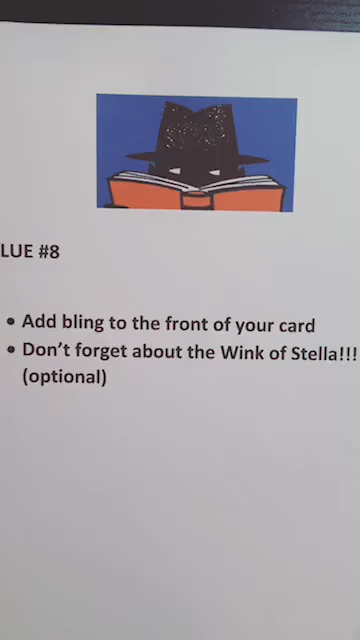 LUE #8
• Add bling to the front of your card
• Don't forget about the Wink of Stella!!!
(optional)